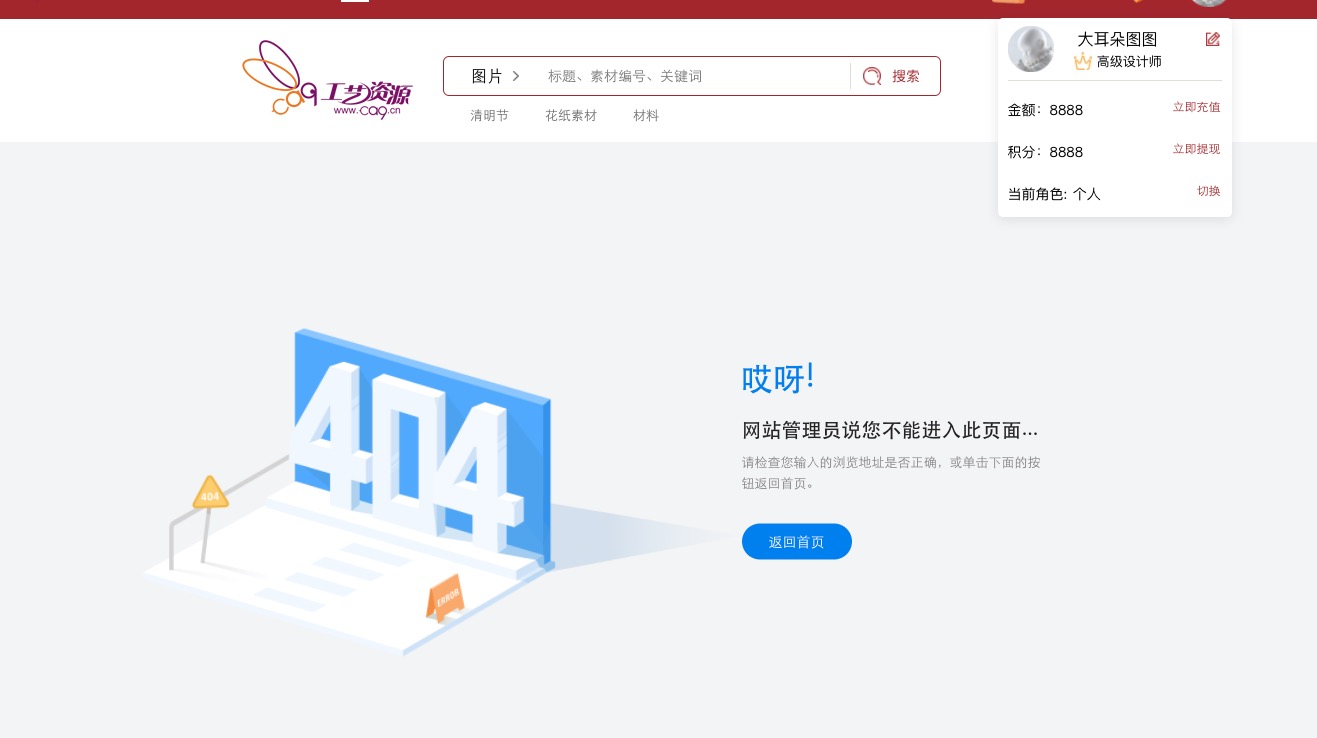 工艺资源
www.ca9.cn
图片
标题、素材编号、关键词
搜索
清明节 花纸素材 材料
大耳朵图图
高级设计师
金额：8888 立即充值
积分：8888 立即提现
当前角色: 个人 切换
404
404
ERROR
哎呀!
网站管理员说您不能进入此页面...
请检查您输入的浏览地址是否正确，或单击下面的按
钮返回首页。
返回首页